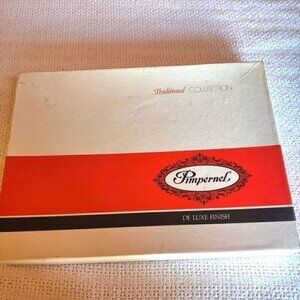 Traditional COLLECTION
Pimpernel
DE LUXE FINISH